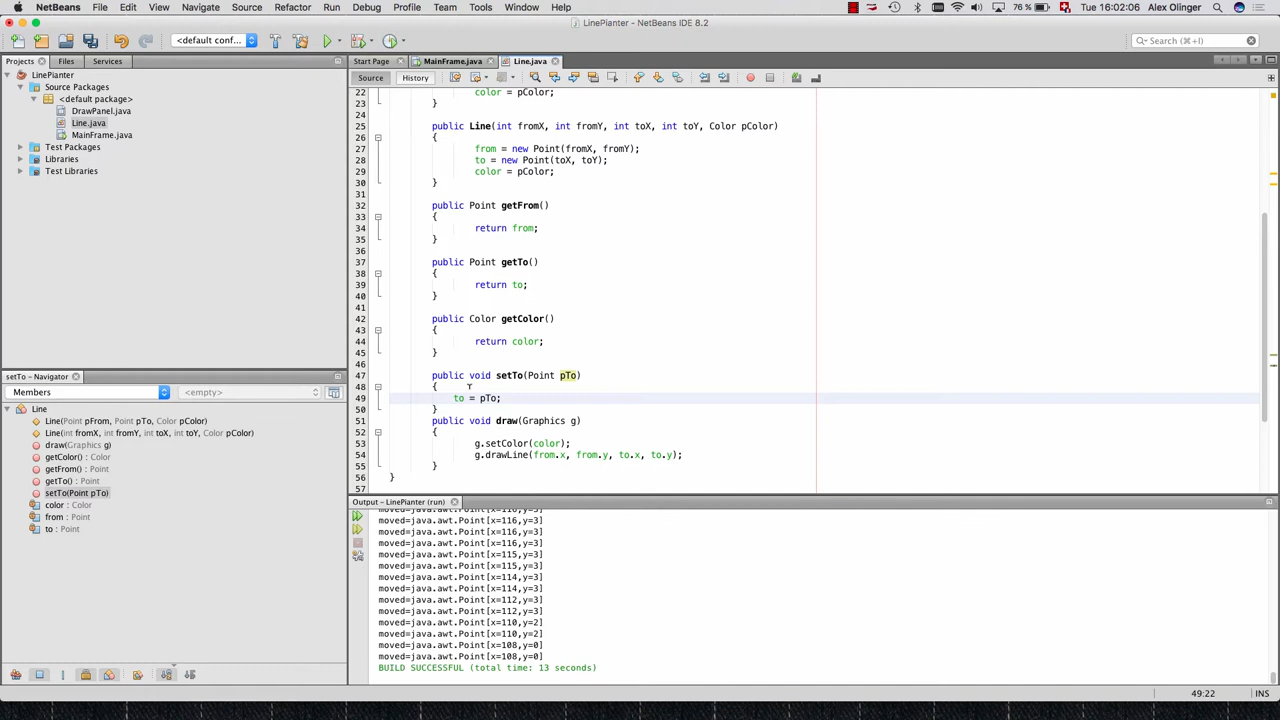 NetBeans File Edit View Navigate Source Refactor Run Debug Profile Team Tools Window Help 76 % Tue 16:02:06 Alex Olinger
LinePianter - NetBeans IDE 8.2
<default conf... Search (⌘+I)
Projects Files Services Start Page MainFrame.java Line.java
Source History
LinePianter
Source Packages
<default package>
DrawPanel.java
Line.java
MainFrame.java
Test Packages
Libraries
Test Libraries
22 color = pColor;
23 }
24
25 public Line(int fromX, int fromY, int toX, int toY, Color pColor)
26 {
27 from = new Point(fromX, fromY);
28 to = new Point(toX, toY);
29 color = pColor;
30 }
31
32 public Point getFrom()
33 {
34 return from;
35 }
36
37 public Point getTo()
38 {
39 return to;
40 }
41
42 public Color getColor()
43 {
44 return color;
45 }
46
47 public void setTo(Point pTo)
48 {
49 to = pTo;
50 }
51 public void draw(Graphics g)
52 {
53 g.setColor(color);
54 g.drawLine(from.x, from.y, to.x, to.y);
55 }
56 }
57
setTo - Navigator
Members <empty>
Line
Line(Point pFrom, Point pTo, Color pColor)
Line(int fromX, int fromY, int toX, int toY, Color pColor)
draw(Graphics g)
getColor() : Color
getFrom() : Point
getTo() : Point
setTo(Point pTo)
color : Color
from : Point
to : Point
Output - LinePianter (run)
moved=java.awt.Point[x=116,y=3]
moved=java.awt.Point[x=116,y=3]
moved=java.awt.Point[x=116,y=3]
moved=java.awt.Point[x=115,y=3]
moved=java.awt.Point[x=115,y=3]
moved=java.awt.Point[x=114,y=3]
moved=java.awt.Point[x=114,y=3]
moved=java.awt.Point[x=112,y=3]
moved=java.awt.Point[x=112,y=3]
moved=java.awt.Point[x=110,y=2]
moved=java.awt.Point[x=110,y=2]
moved=java.awt.Point[x=108,y=0]
moved=java.awt.Point[x=108,y=0]
BUILD SUCCESSFUL (total time: 13 seconds)
49:22 INS